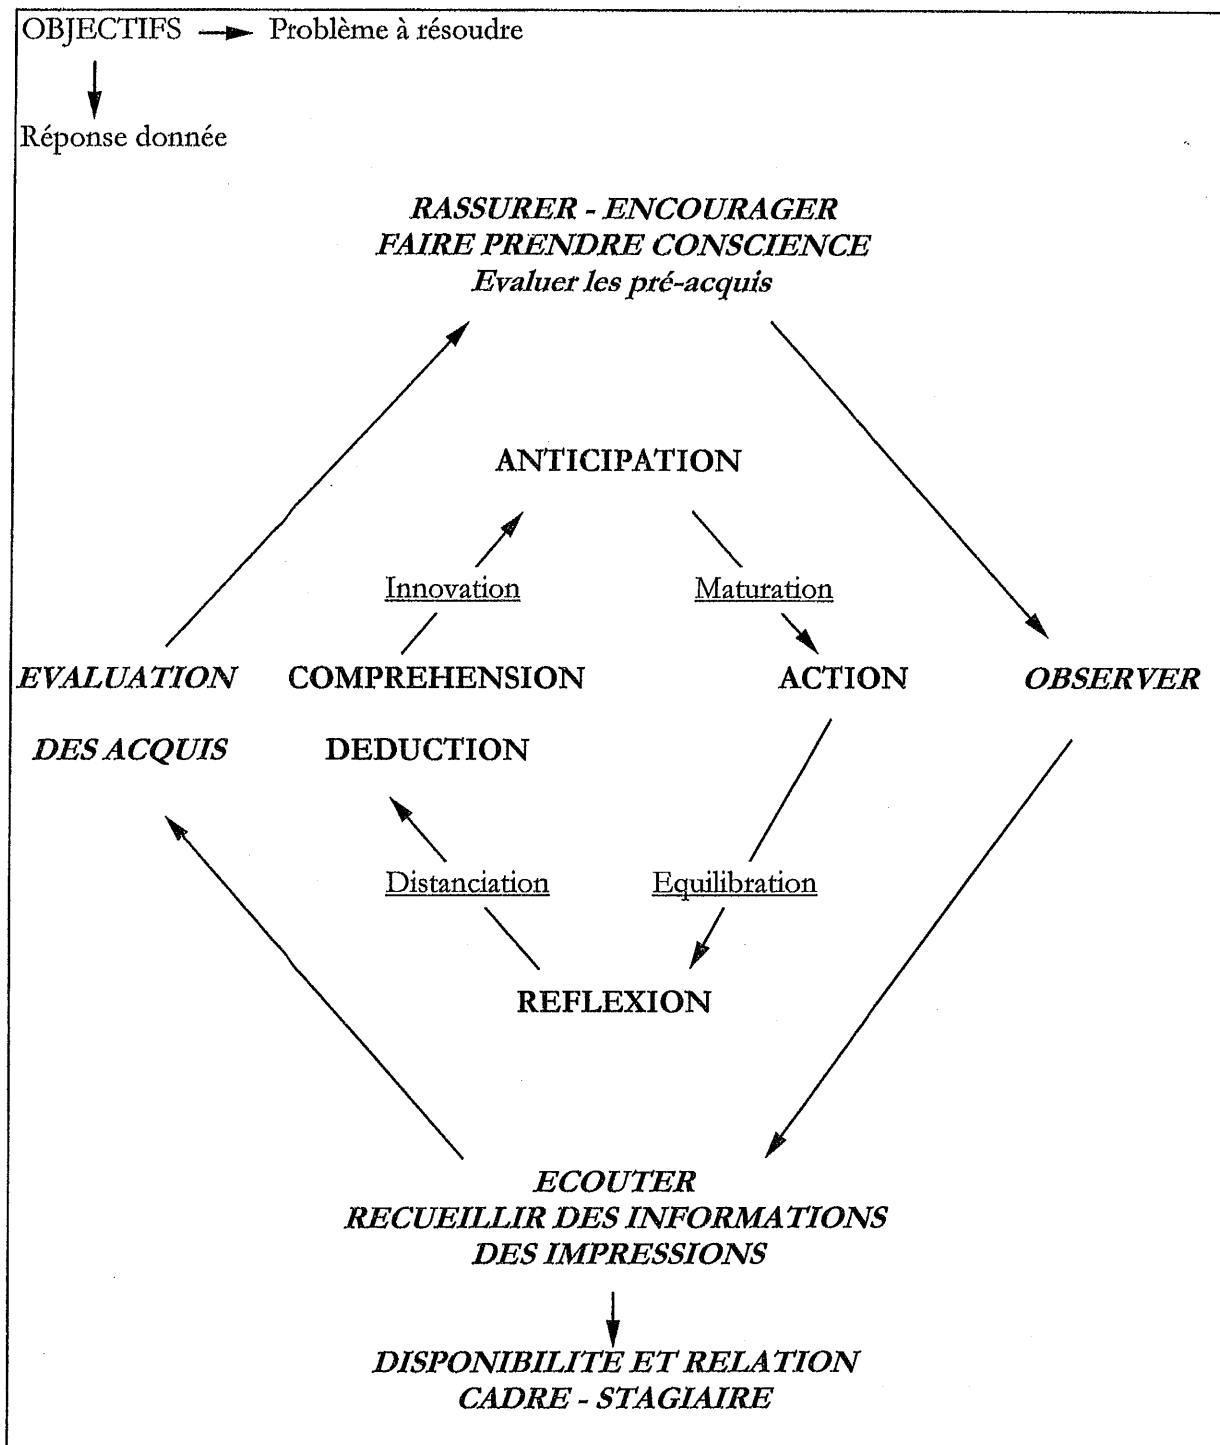 OBJECTIFS → Problème à résoudre
Réponse donnée
RASSURER - ENCOURAGER
FAIRE PRENDRE CONSCIENCE
Evaluer les pré-acquis
ANTICIPATION
Innovation Maturation
EVALUATION COMPREHENSION ACTION OBSERVER
DES ACQUIS DEDUCTION
Distanciation Equilibration
REFLEXION
ECOUTER
RECUEILLIR DES INFORMATIONS
DES IMPRESSIONS
DISPONIBILITE ET RELATION
CADRE - STAGIAIRE